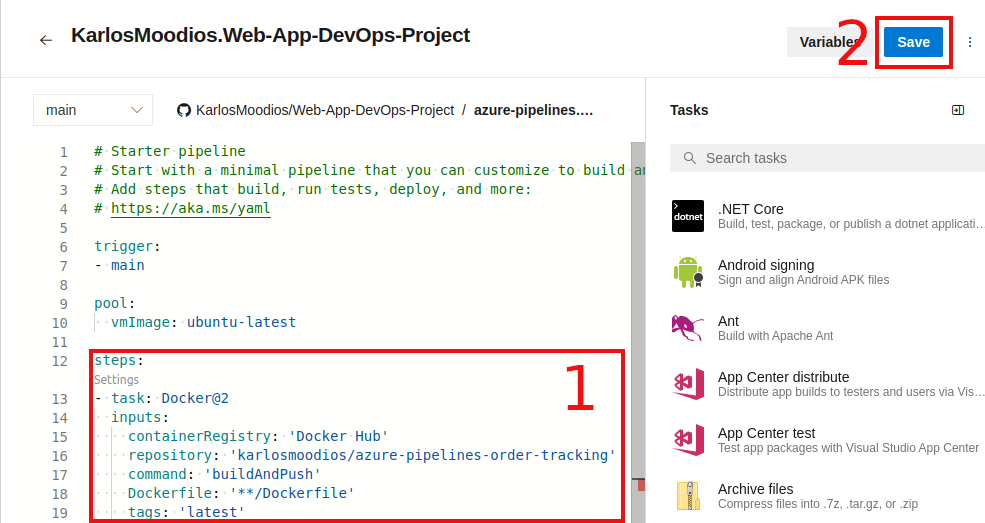 ← KarlosMoodios.Web-App-DevOps-Project
Variables
2
Save
main
KarlosMoodios/Web-App-DevOps-Project / azure-pipelines....
1 # Starter pipeline
2 # Start with a minimal pipeline that you can customize to build
3 # Add steps that build, run tests, deploy, and more:
4 # https://aka.ms/yaml
5
6 trigger:
7 - main
8
9 pool:
10 vmImage: ubuntu-latest
11
12 steps:
Settings
13 - task: Docker@2
14 inputs:
15 containerRegistry: 'Docker Hub'
16 repository: 'karlosmoodios/azure-pipelines-order-tracking'
17 command: 'buildAndPush'
18 Dockerfile: '**/Dockerfile'
19 tags: 'latest'
1
Tasks
Search tasks
dotnet
.NET Core
Build, test, package, or publish a dotnet applicati...
Android signing
Sign and align Android APK files
Ant
Build with Apache Ant
App Center distribute
Distribute app builds to testers and users via Vis...
App Center test
Test app packages with Visual Studio App Center
Archive files
Compress files into .7z, .tar.gz, or .zip